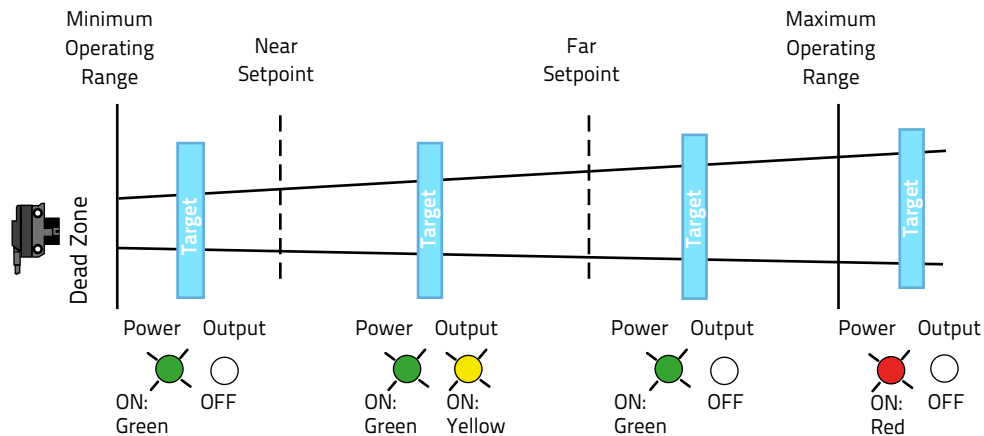 Minimum
Operating
Range
Near
Setpoint
Far
Setpoint
Maximum
Operating
Range
Dead Zone
Target
Target
Target
Target
Power Output
ON:
Green
OFF
Power Output
ON:
Green
ON:
Yellow
Power Output
ON:
Green
OFF
Power Output
ON:
Red
OFF